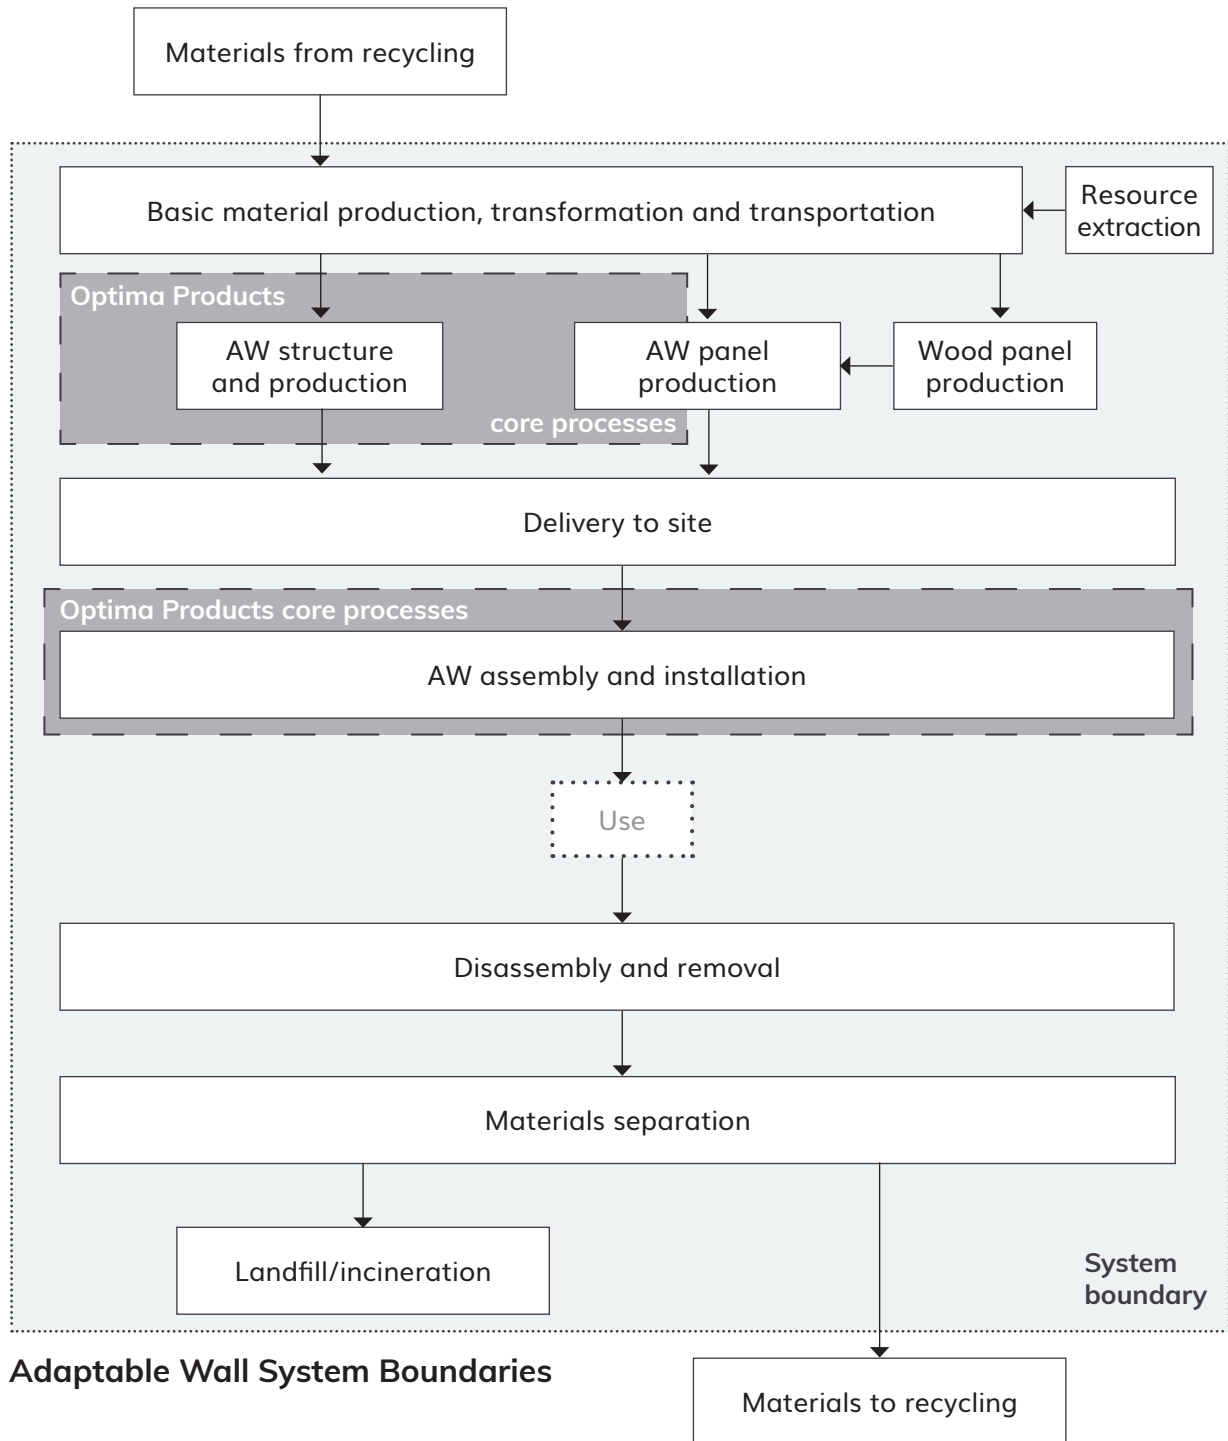 Materials from recycling
Basic material production, transformation and transportation
Resource
extraction
Optima Products
AW structure
and production
AW panel
production
Wood panel
production
core processes
Delivery to site
Optima Products core processes
AW assembly and installation
Use
Disassembly and removal
Materials separation
Landfill/incineration
System
boundary
Adaptable Wall System Boundaries
Materials to recycling